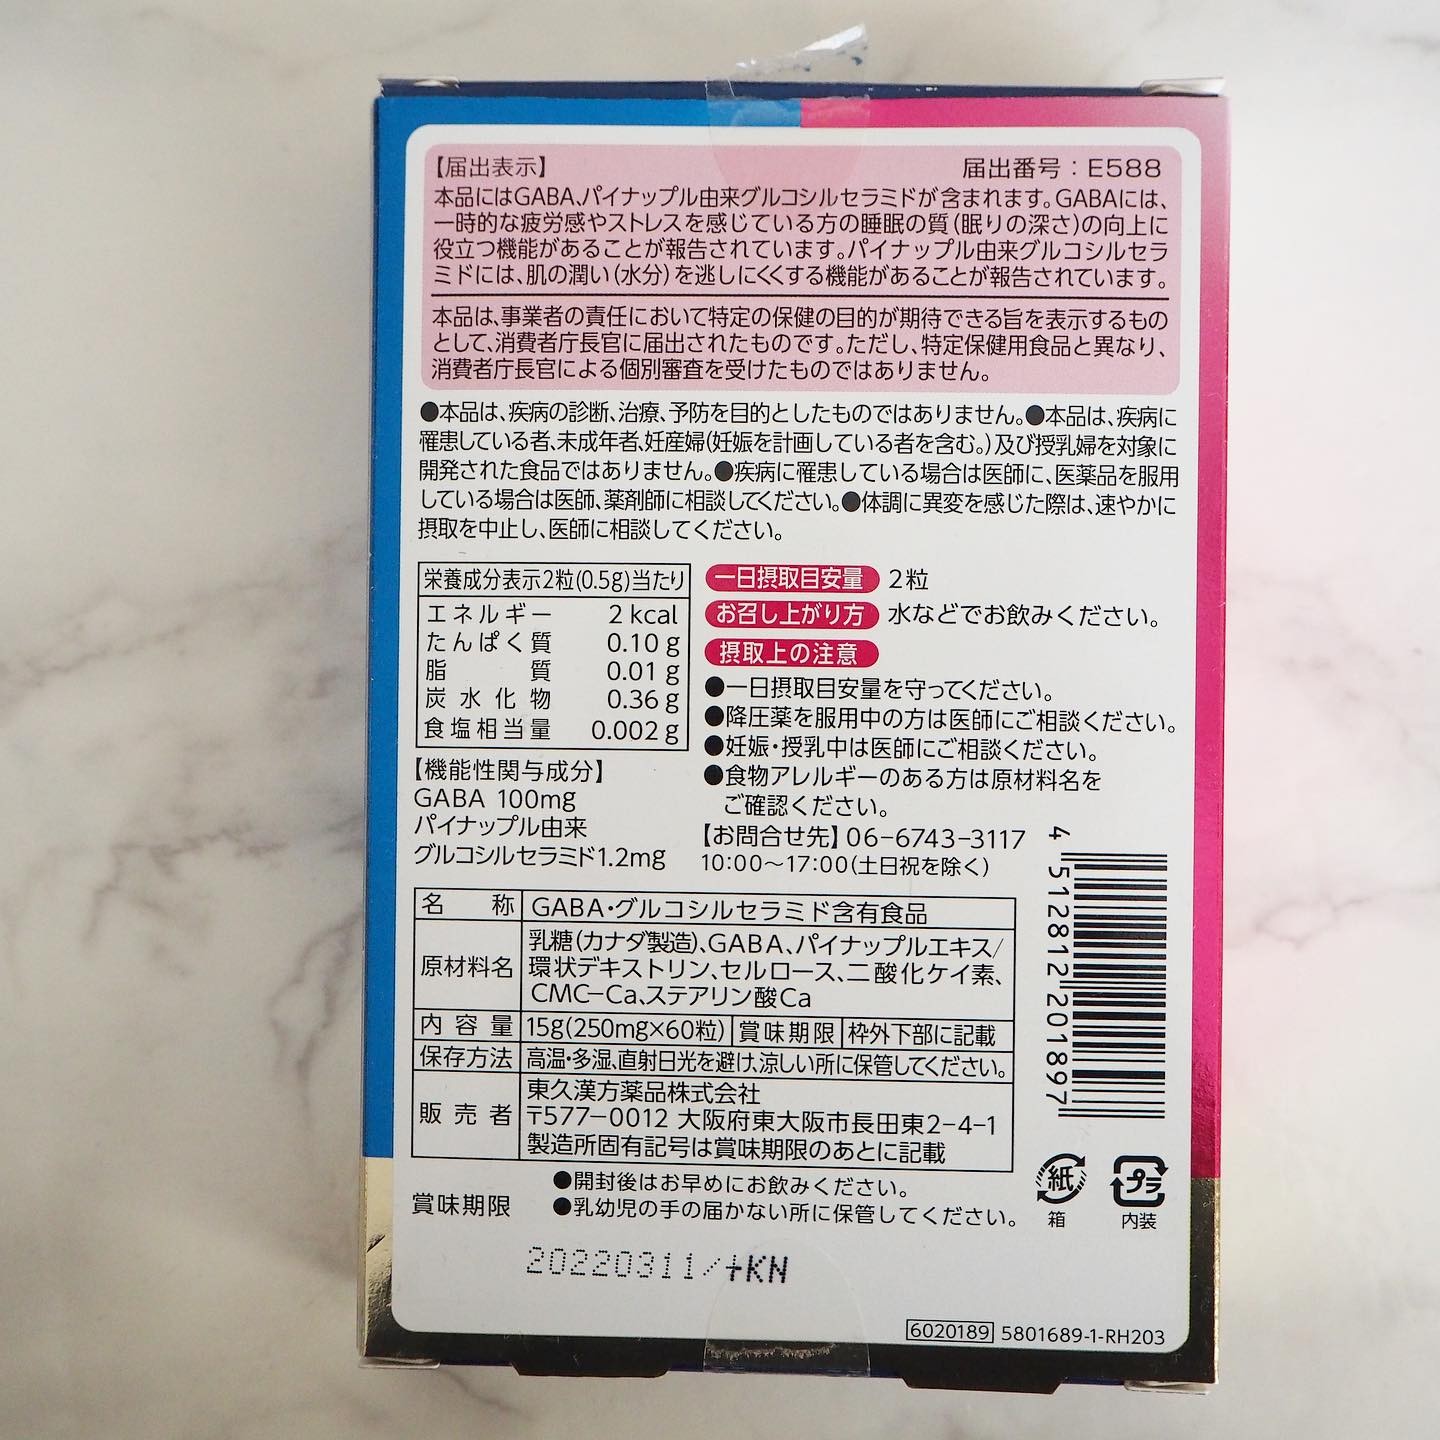 【届出表示】 届出番号：E588
本品にはGABA、パイナップル由来グルコシルセラミドが含まれます。GABAには、
一時的な疲労感やストレスを感じている方の睡眠の質(眠りの深さ)の向上に
役立つ機能があることが報告されています。パイナップル由来グルコシルセラ
ミドには、肌の潤い(水分)を逃しにくくする機能があることが報告されています。
本品は、事業者の責任において特定の保健の目的が期待できる旨を表示するもの
として、消費者庁長官に届出されたものです。ただし、特定保健用食品と異なり、
消費者庁長官による個別審査を受けたものではありません。
●本品は、疾病の診断、治療、予防を目的としたものではありません。●本品は、疾病に
罹患している者、未成年者、妊産婦(妊娠を計画している者を含む。)及び授乳婦を対象に
開発された食品ではありません。●疾病に罹患している場合は医師に、医薬品を服用
している場合は医師、薬剤師に相談してください。●体調に異変を感じた際は、速やかに
摂取を中止し、医師に相談してください。
栄養成分表示2粒(0.5g)当たり
エネルギー 2kcal
たんぱく質 0.10g
脂質 0.01g
炭水化物 0.36g
食塩相当量 0.002g
【機能性関与成分】
GABA 100mg
パイナップル由来
グルコシルセラミド1.2mg
一日摂取目安量 2粒
お召し上がり方 水などでお飲みください。
摂取上の注意
●一日摂取目安量を守ってください。
●降圧薬を服用中の方は医師にご相談ください。
●妊娠・授乳中は医師にご相談ください。
●食物アレルギーのある方は原材料名を
ご確認ください。
【お問合せ先】06-6743-3117
10:00〜17:00(土日祝を除く)
4 512812 201897
名称 GABA・グルコシルセラミド含有食品
原材料名 乳糖(カナダ製造)、GABA、パイナップルエキス/
環状デキストリン、セルロース、二酸化ケイ素、
CMC-Ca、ステアリン酸Ca
内容量 15g(250mg×60粒) 賞味期限 枠外下部に記載
保存方法 高温・多湿、直射日光を避け、涼しい所に保管してください。
販売者 東久漢方薬品株式会社
〒577-0012 大阪府東大阪市長田東2-4-1
製造所固有記号は賞味期限のあとに記載
●開封後はお早めにお飲みください。
●乳幼児の手の届かない所に保管してください。
賞味期限
20220311/+KN
紙 箱
プラ 内装
6020189 5801689-1-RH203